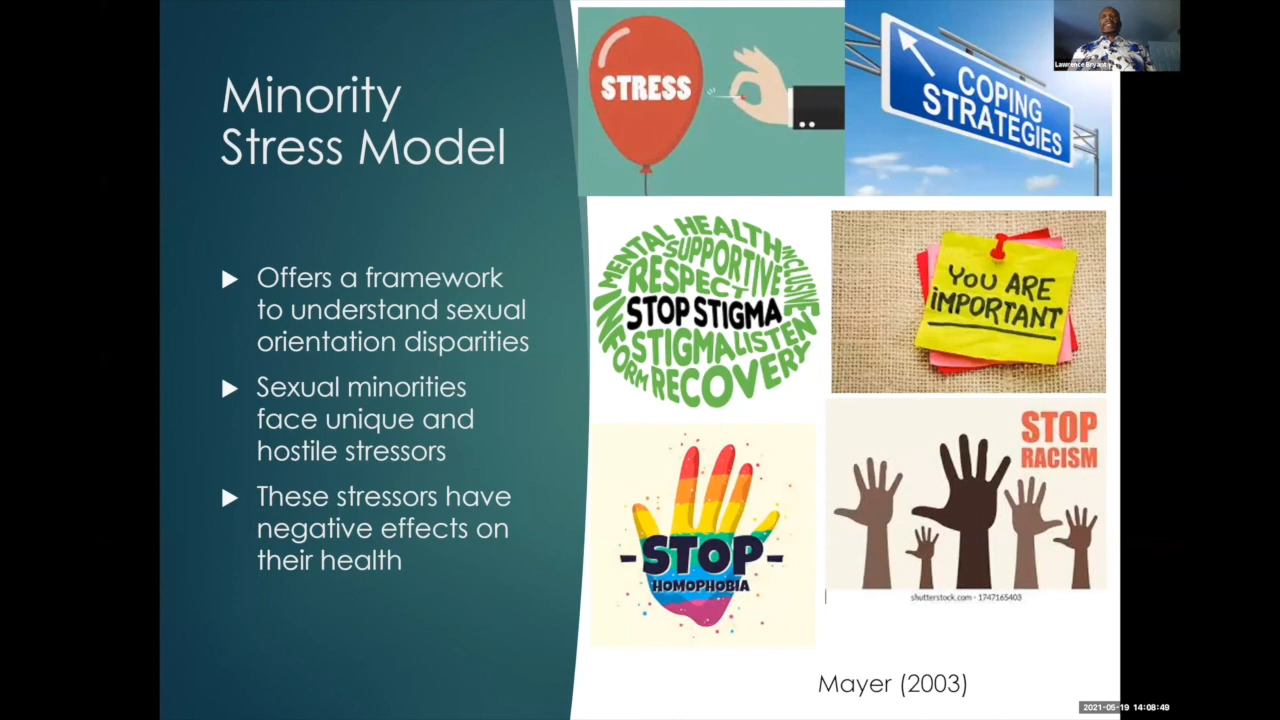 Minority
Stress Model
Offers a framework
to understand sexual
orientation disparities
Sexual minorities
face unique and
hostile stressors
These stressors have
negative effects on
their health
STRESS
COPING
STRATEGIES
Lawrence Bryant
MENTAL HEALTH
INCLUSIVE
SUPPORTIVE
RESPECT
STOP STIGMA
STIGMA LISTEN
INFORM RECOVERY
YOU ARE
iMPORTANT
-STOP-
HOMOPHOBIA
STOP
RACISM
shutterstock.com · 1747165403
Mayer (2003)
2021-05-19 14:08:49